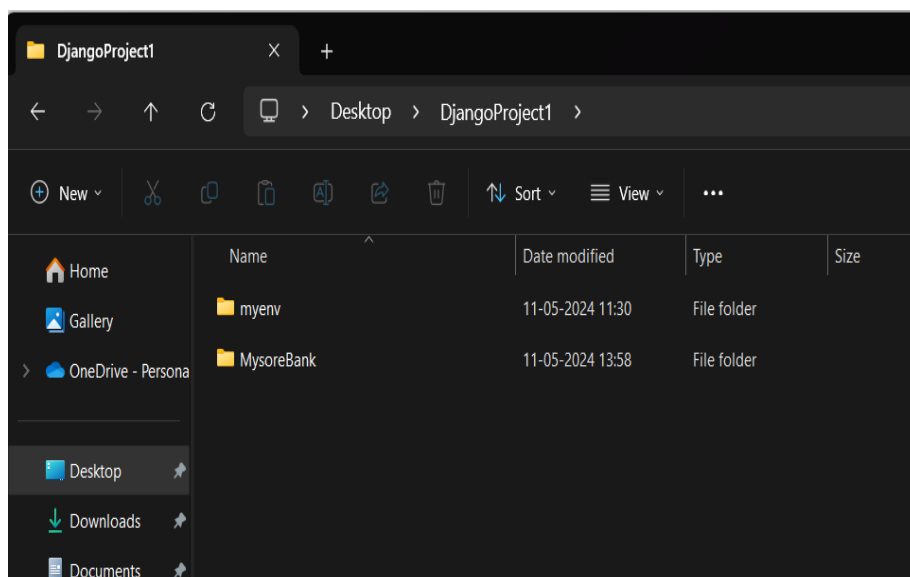 DjangoProject1
Desktop > DjangoProject1 >
New Sort View
Name Date modified Type Size
Home
Gallery
OneDrive - Persona
myenv 11-05-2024 11:30 File folder
MysoreBank 11-05-2024 13:58 File folder
Desktop
Downloads
Documents